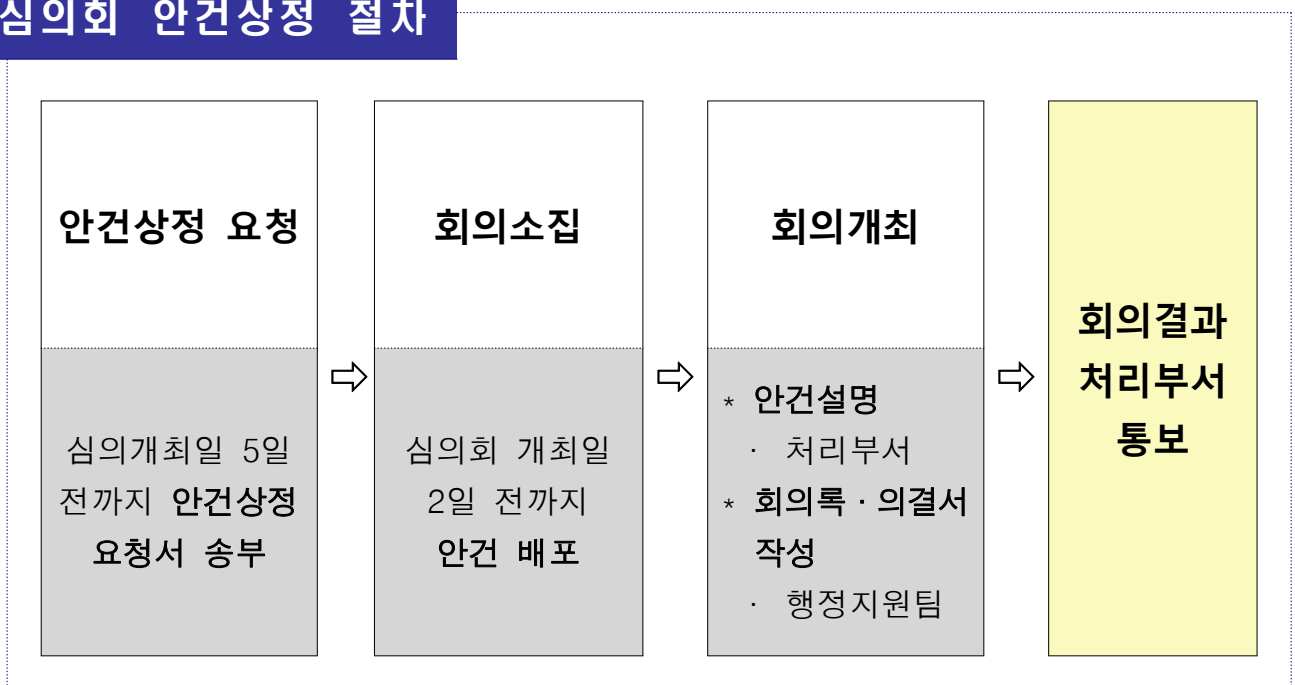 심의회 안건상정 절차
안건상정 요청
심의개최일 5일
전까지 안건상정
요청서 송부
회의소집
심의회 개최일
2일 전까지
안건 배포
회의개최
* 안건설명
· 처리부서
* 회의록·의결서
작성
· 행정지원팀
회의결과
처리부서
통보